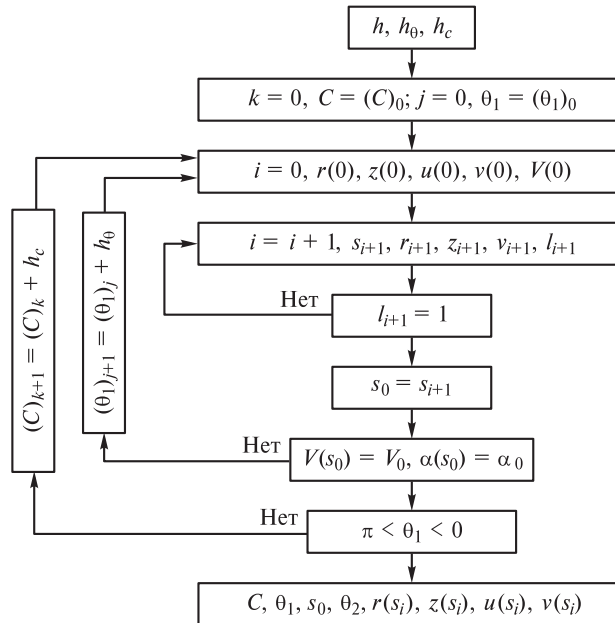 h, h_θ, h_c
k = 0, C = (C)_0; j = 0, θ_1 = (θ_1)_0
i = 0, r(0), z(0), u(0), v(0), V(0)
i = i + 1, s_{i+1}, r_{i+1}, z_{i+1}, v_{i+1}, l_{i+1}
Нет
l_{i+1} = 1
s_0 = s_{i+1}
Нет
V(s_0) = V_0, α(s_0) = α_0
Нет
π < θ_1 < 0
C, θ_1, s_0, θ_2, r(s_i), z(s_i), u(s_i), v(s_i)
(C)_{k+1} = (C)_k + h_c
(θ_1)_{j+1} = (θ_1)_j + h_θ